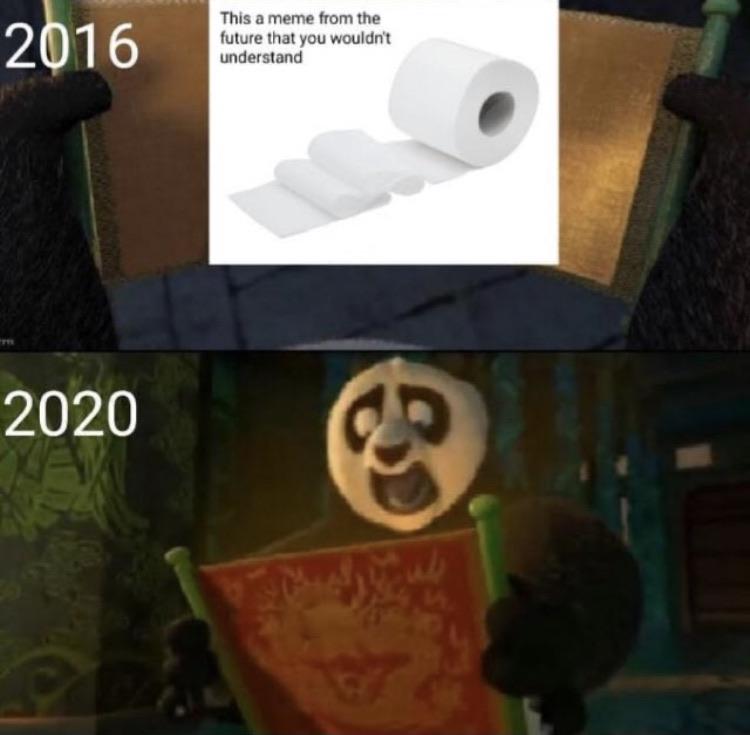 2016
This a meme from the
future that you wouldn't
understand
2020